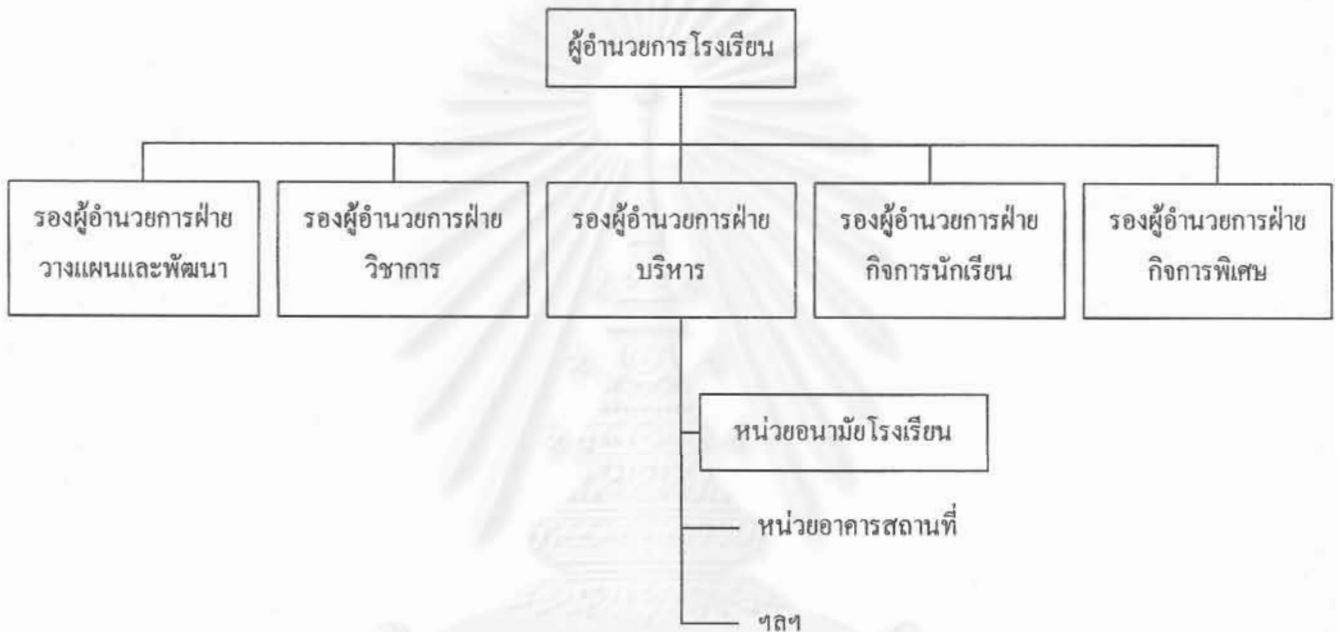 ผู้อำนวยการโรงเรียน
รองผู้อำนวยการฝ่าย
วางแผนและพัฒนา
รองผู้อำนวยการฝ่าย
วิชาการ
รองผู้อำนวยการฝ่าย
บริหาร
รองผู้อำนวยการฝ่าย
กิจการนักเรียน
รองผู้อำนวยการฝ่าย
กิจการพิเศษ
หน่วยอนามัยโรงเรียน
หน่วยอาคารสถานที่
ฯลฯ